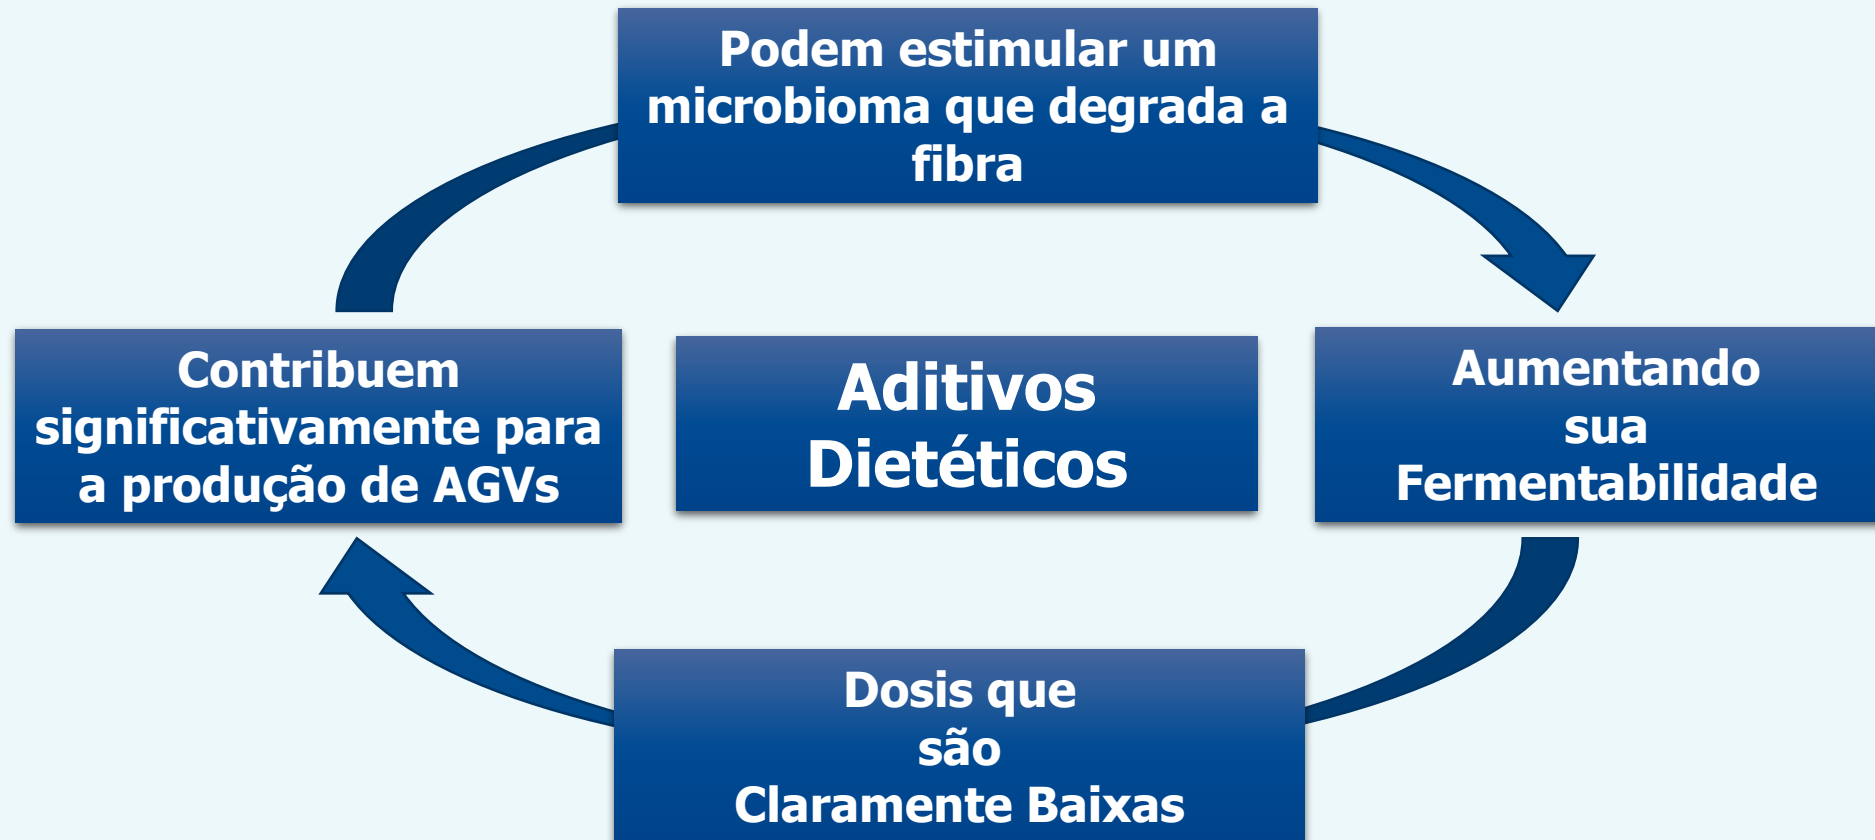 Podem estimular um
microbioma que degrada a
fibra
Contribuem
significativamente para
a produção de AGVs
Aditivos
Dietéticos
Aumentando
sua
Fermentabilidade
Dosis que
são
Claramente Baixas